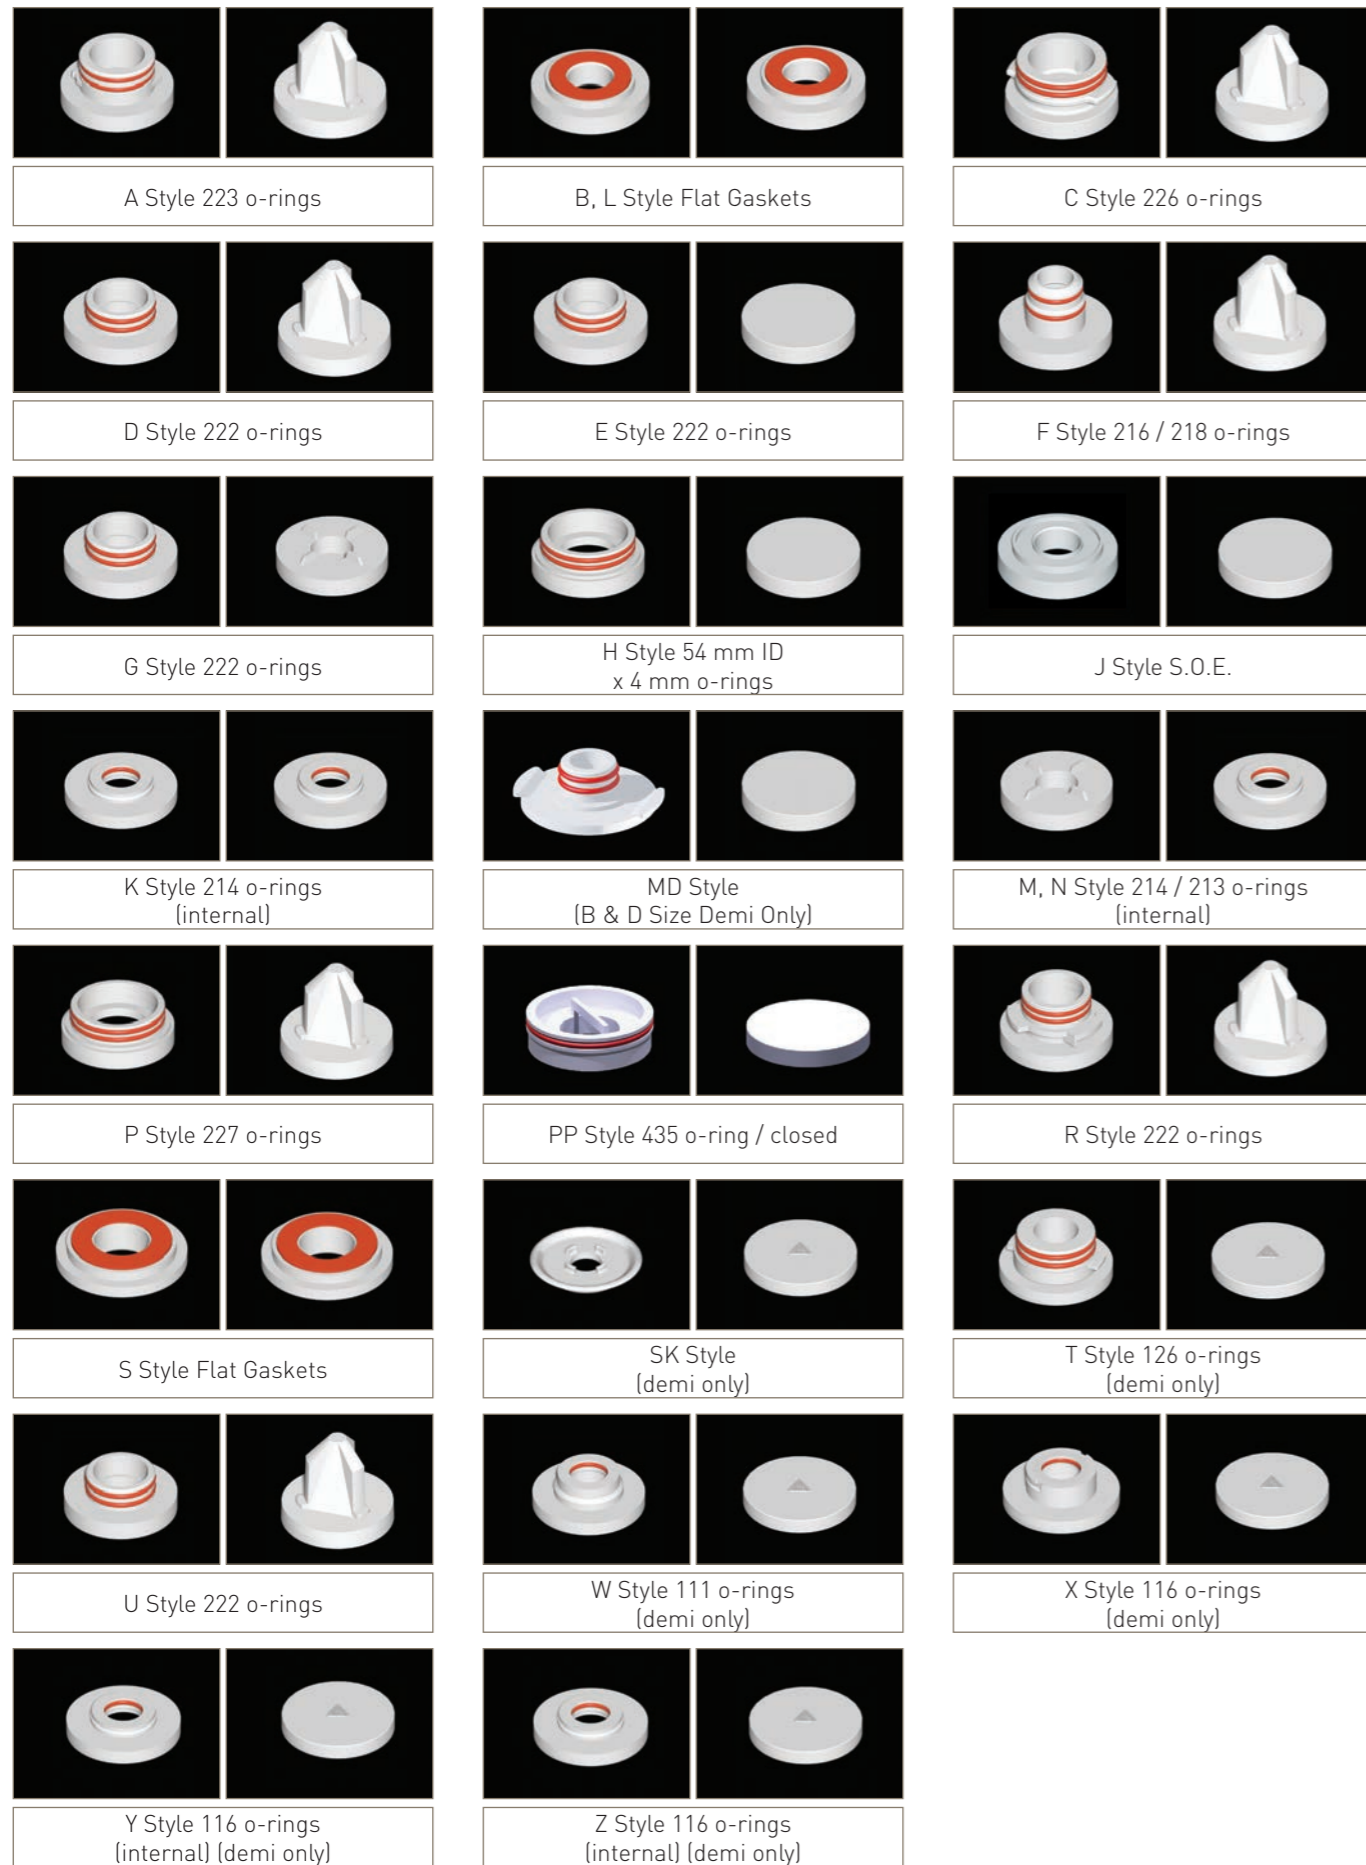 A Style 223 o-rings
B, L Style Flat Gaskets
C Style 226 o-rings
D Style 222 o-rings
E Style 222 o-rings
F Style 216 / 218 o-rings
G Style 222 o-rings
H Style 54 mm ID
x 4 mm o-rings
J Style S.O.E.
K Style 214 o-rings
(internal)
MD Style
(B & D Size Demi Only)
M, N Style 214 / 213 o-rings
(internal)
P Style 227 o-rings
PP Style 435 o-ring / closed
R Style 222 o-rings
S Style Flat Gaskets
SK Style
(demi only)
T Style 126 o-rings
(demi only)
U Style 222 o-rings
W Style 111 o-rings
(demi only)
X Style 116 o-rings
(demi only)
Y Style 116 o-rings
(internal) (demi only)
Z Style 116 o-rings
(internal) (demi only)